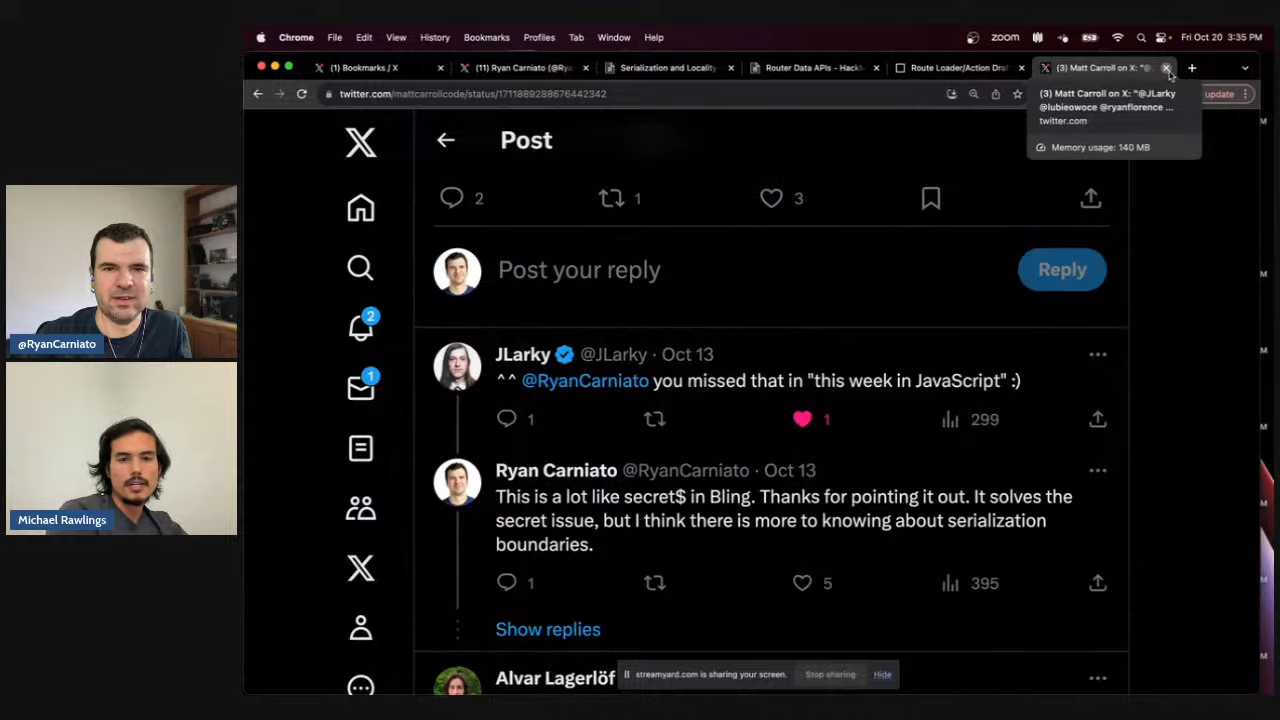 Chrome File Edit View History Bookmarks Profiles Tab Window Help
zoom
Fri Oct 20 3:35 PM
(1) Bookmarks / X
(11) Ryan Carniato (@Rya
Serialization and Locality
Router Data APIs - HackM
Route Loader/Action Draf
(3) Matt Carroll on X: "@
twitter.com/mattcarrollcode/status/1711889288676442342
update
(3) Matt Carroll on X: "@JLarky
@lubieowoce @ryanflorence ...
twitter.com
Memory usage: 140 MB
Post
2
1
3
Post your reply
Reply
2
1
JLarky @JLarky · Oct 13
^^ @RyanCarniato you missed that in "this week in JavaScript" :)
1
1
299
Ryan Carniato @RyanCarniato · Oct 13
This is a lot like secret$ in Bling. Thanks for pointing it out. It solves the
secret issue, but I think there is more to knowing about serialization
boundaries.
1
5
395
Show replies
Alvar Lagerlöf
streamyard.com is sharing your screen.
Stop sharing
Hide
@RyanCarniato
Michael Rawlings